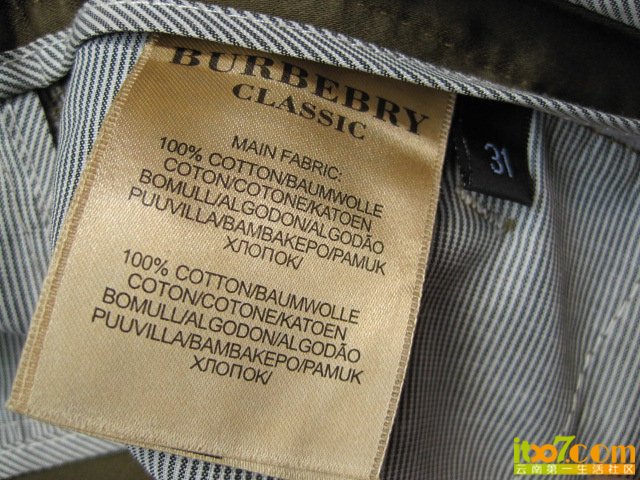 BURBEBRY
CLASSIC
MAIN FABRIC:
100% COTTON/BAUMWOLLE
COTON/COTONE/KATOEN
BOMULL/ALGODON/ALGODÃO
PUUVILLA/BAMBAKEPO/PAMUK
ХЛОПОК/
100% COTTON/BAUMWOLLE
COTON/COTONE/KATOEN
BOMULL/ALGODON/ALGODÃO
PUUVILLA/BAMBAKEPO/PAMUK
ХЛОПОК/
31
itbo7.com
云南第一生活社区